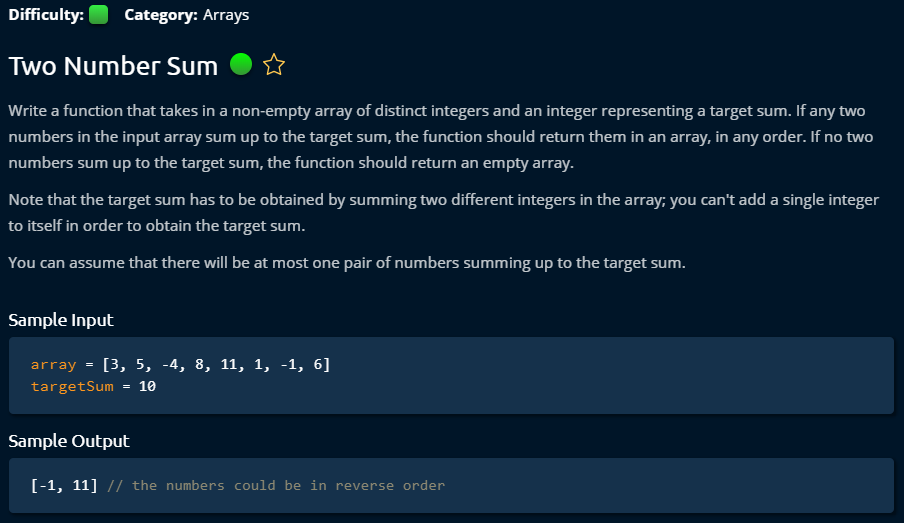 Difficulty: Category: Arrays
Two Number Sum
Write a function that takes in a non-empty array of distinct integers and an integer representing a target sum. If any two
numbers in the input array sum up to the target sum, the function should return them in an array, in any order. If no two
numbers sum up to the target sum, the function should return an empty array.
Note that the target sum has to be obtained by summing two different integers in the array; you can't add a single integer
to itself in order to obtain the target sum.
You can assume that there will be at most one pair of numbers summing up to the target sum.
Sample Input
array = [3, 5, -4, 8, 11, 1, -1, 6]
targetSum = 10
Sample Output
[-1, 11] // the numbers could be in reverse order